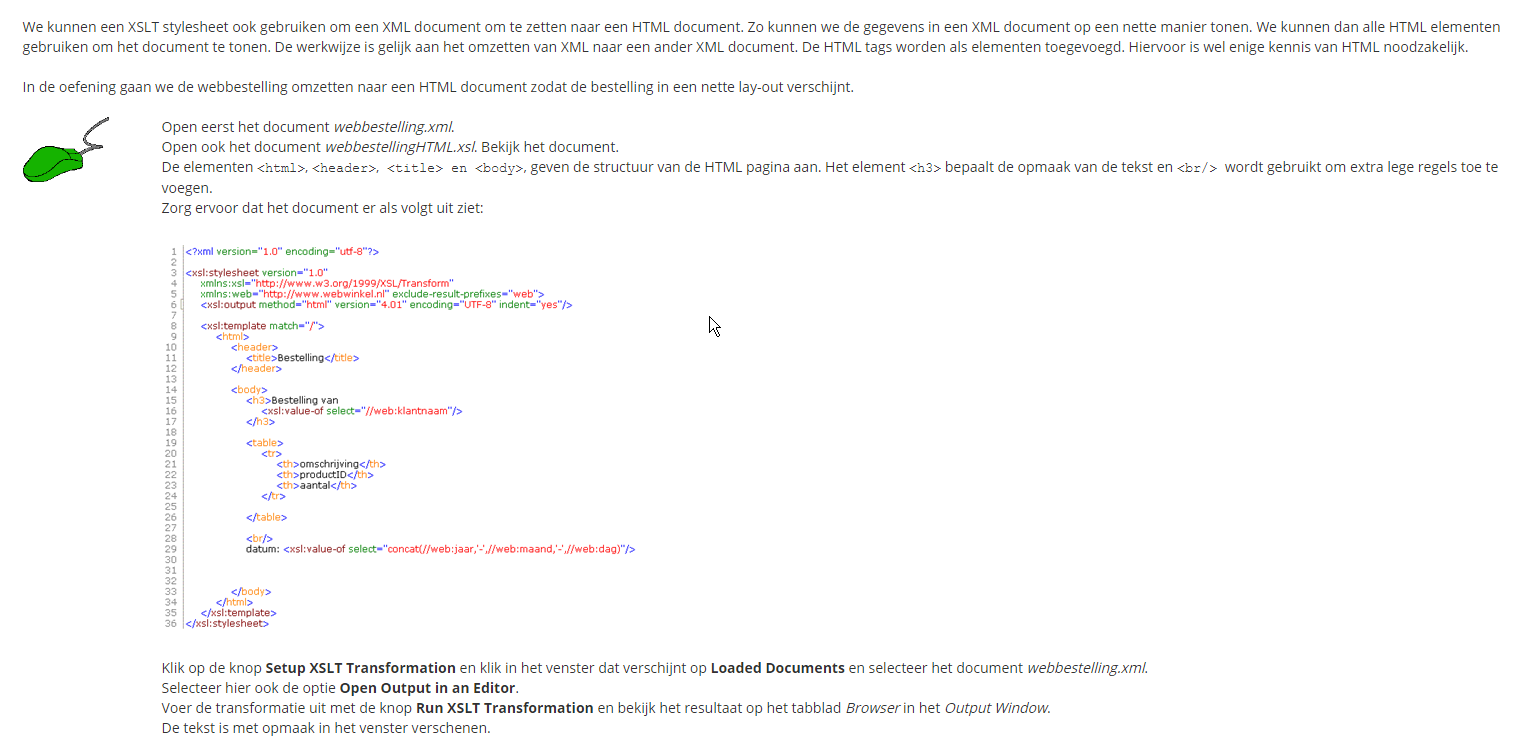 We kunnen een XSLT stylesheet ook gebruiken om een XML document om te zetten naar een HTML document. Zo kunnen we de gegevens in een XML document op een nette manier tonen. We kunnen dan alle HTML elementen
gebruiken om het document te tonen. De werkwijze is gelijk aan het omzetten van XML naar een ander XML document. De HTML tags worden als elementen toegevoegd. Hiervoor is wel enige kennis van HTML noodzakelijk.
In de oefening gaan we de webbestelling omzetten naar een HTML document zodat de bestelling in een nette lay-out verschijnt.
Open eerst het document webbestelling.xml.
Open ook het document webbestellingHTML.xsl. Bekijk het document.
De elementen <html>, <header>, <title> en <body>, geven de structuur van de HTML pagina aan. Het element <h3> bepaalt de opmaak van de tekst en <br/> wordt gebruikt om extra lege regels toe te
voegen.
Zorg ervoor dat het document er als volgt uit ziet:
1 <?xml version="1.0" encoding="utf-8"?>
2
3 <xsl:stylesheet version="1.0"
4 xmlns:xsl="http://www.w3.org/1999/XSL/Transform"
5 xmlns:web="http://www.webwinkel.nl" exclude-result-prefixes="web">
6 <xsl:output method="html" version="4.01" encoding="UTF-8" indent="yes"/>
7
8 <xsl:template match="/">
9 <html>
10 <header>
11 <title>Bestelling</title>
12 </header>
13
14 <body>
15 <h3>Bestelling van
16 <xsl:value-of select="//web:klantnaam"/>
17 </h3>
18
19 <table>
20 <tr>
21 <th>omschrijving</th>
22 <th>productID</th>
23 <th>aantal</th>
24 </tr>
25
26 </table>
27
28 <br/>
29 datum: <xsl:value-of select="concat(//web:jaar,'-',//web:maand,'-',//web:dag)"/>
30
31
32
33 </body>
34 </html>
35 </xsl:template>
36 </xsl:stylesheet>
Klik op de knop Setup XSLT Transformation en klik in het venster dat verschijnt op Loaded Documents en selecteer het document webbestelling.xml.
Selecteer hier ook de optie Open Output in an Editor.
Voer de transformatie uit met de knop Run XSLT Transformation en bekijk het resultaat op het tabblad Browser in het Output Window.
De tekst is met opmaak in het venster verschenen.